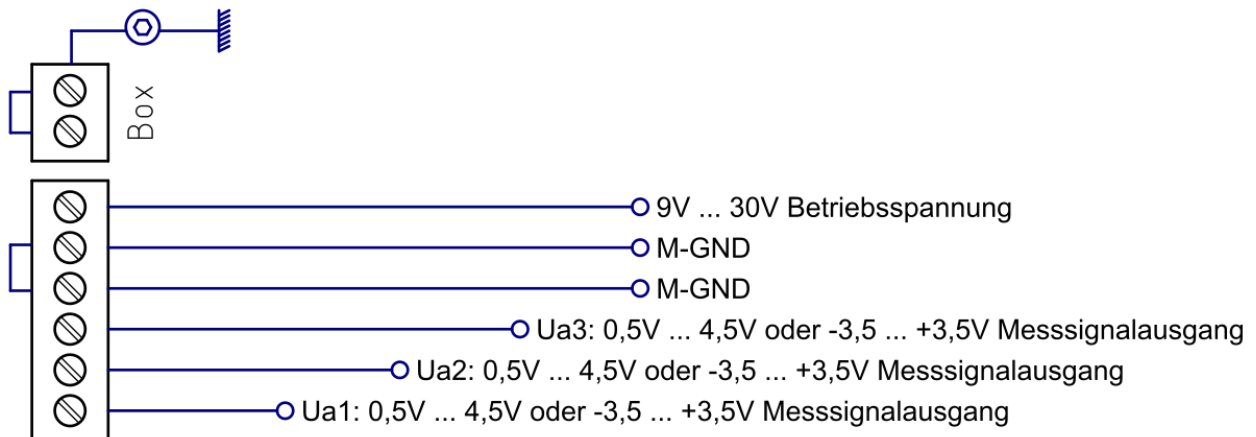 Box
9V ... 30V Betriebsspannung
M-GND
M-GND
Ua3: 0,5V ... 4,5V oder -3,5 ... +3,5V Messsignalausgang
Ua2: 0,5V ... 4,5V oder -3,5 ... +3,5V Messsignalausgang
Ua1: 0,5V ... 4,5V oder -3,5 ... +3,5V Messsignalausgang